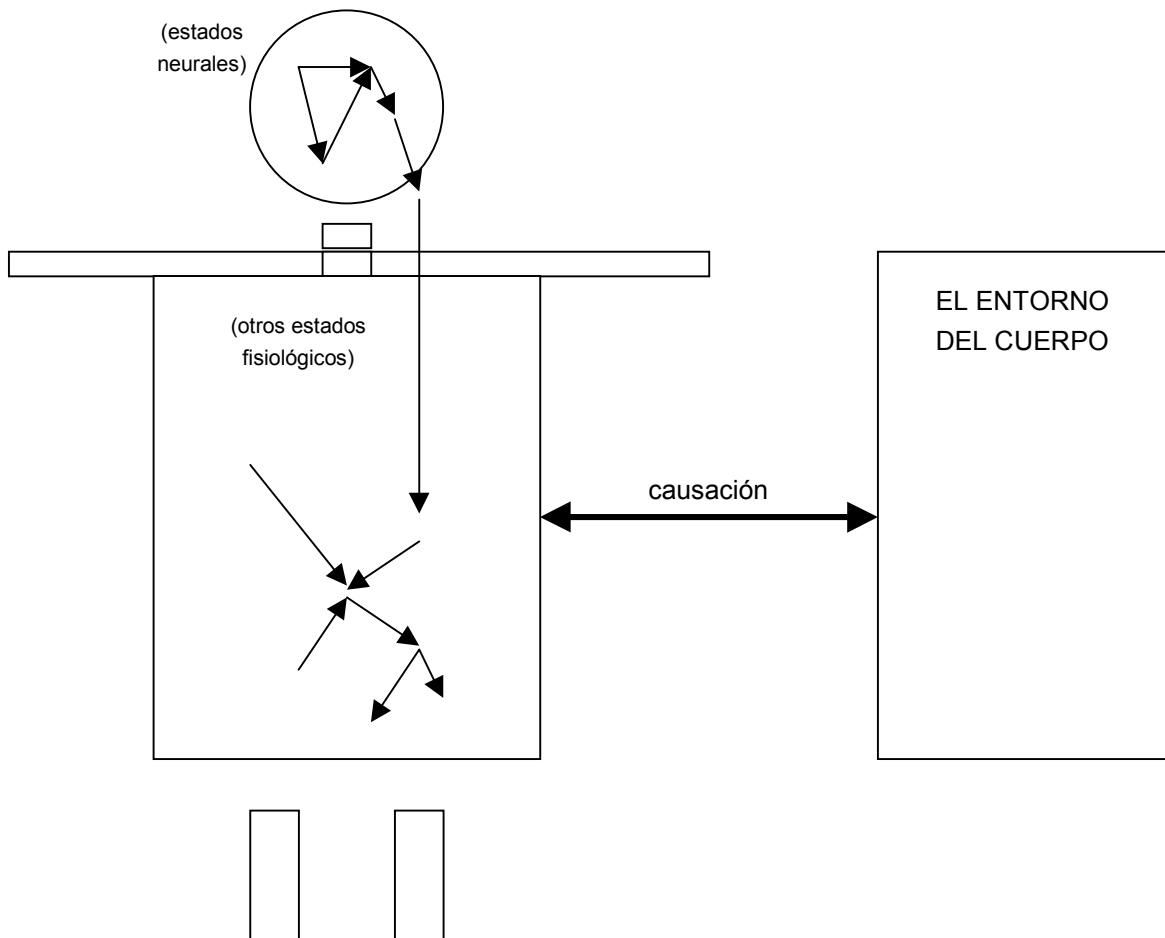 (estados
neurales)
(otros estados
fisiológicos)
EL ENTORNO
DEL CUERPO
causación